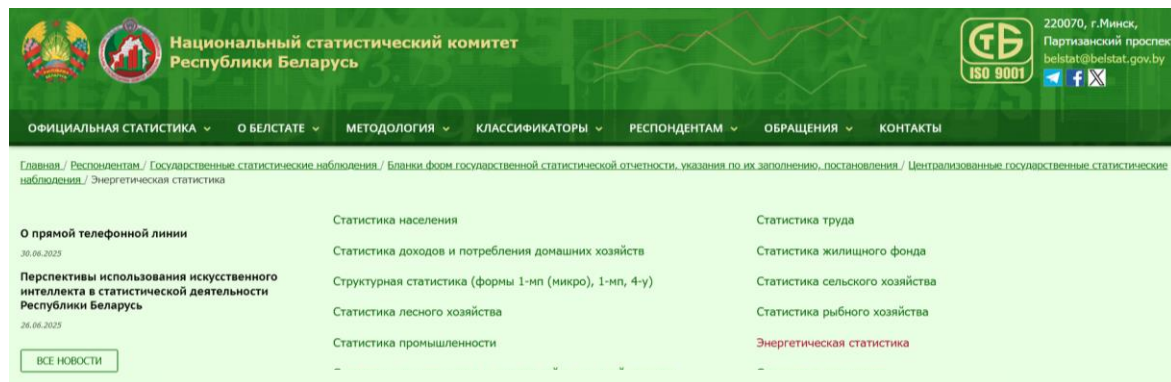 Национальный статистический комитет
Республики Беларусь
СТБ
ISO 9001
220070, г.Минск,
Партизанский проспек
belstat@belstat.gov.by
ОФИЦИАЛЬНАЯ СТАТИСТИКА
О БЕЛСТАТЕ
МЕТОДОЛОГИЯ
КЛАССИФИКАТОРЫ
РЕСПОНДЕНТАМ
ОБРАЩЕНИЯ
КОНТАКТЫ
Главная / Респондентам / Государственные статистические наблюдения / Бланки форм государственной статистической отчетности, указания по их заполнению, постановления / Централизованные государственные статистические
наблюдения / Энергетическая статистика
О прямой телефонной линии
30.06.2025
Перспективы использования искусственного
интеллекта в статистической деятельности
Республики Беларусь
26.06.2025
ВСЕ НОВОСТИ
Статистика населения
Статистика доходов и потребления домашних хозяйств
Структурная статистика (формы 1-мп (микро), 1-мп, 4-у)
Статистика лесного хозяйства
Статистика промышленности
Статистика труда
Статистика жилищного фонда
Статистика сельского хозяйства
Статистика рыбного хозяйства
Энергетическая статистика